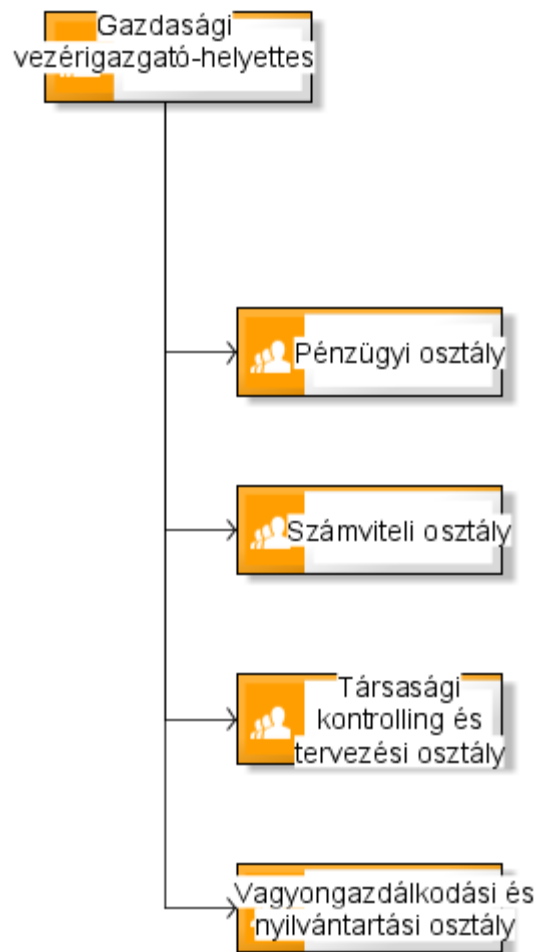 Gazdasági
vezérigazgató-helyettes
Pénzügyi osztály
Számviteli osztály
Társasági
kontrolling és
tervezési osztály
Vagyongazdálkodási és
nyilvántartási osztály